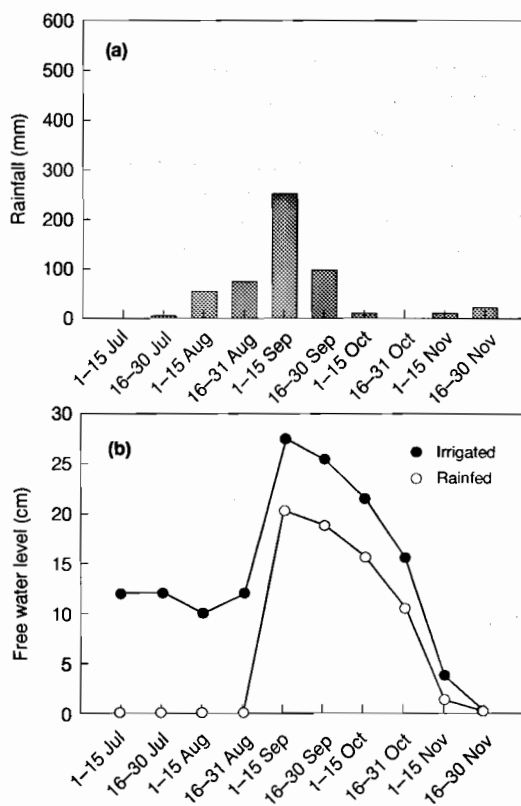 (a)
Rainfall (mm)
600
500
400
300
200
100
0
1–15 Jul
16–30 Jul
1–15 Aug
16–31 Aug
1–15 Sep
16–30 Sep
1–15 Oct
16–31 Oct
1–15 Nov
16–30 Nov
(b)
Free water level (cm)
30
25
20
15
10
5
0
Irrigated
Rainfed
1–15 Jul
16–30 Jul
1–15 Aug
16–31 Aug
1–15 Sep
16–30 Sep
1–15 Oct
16–31 Oct
1–15 Nov
16–30 Nov